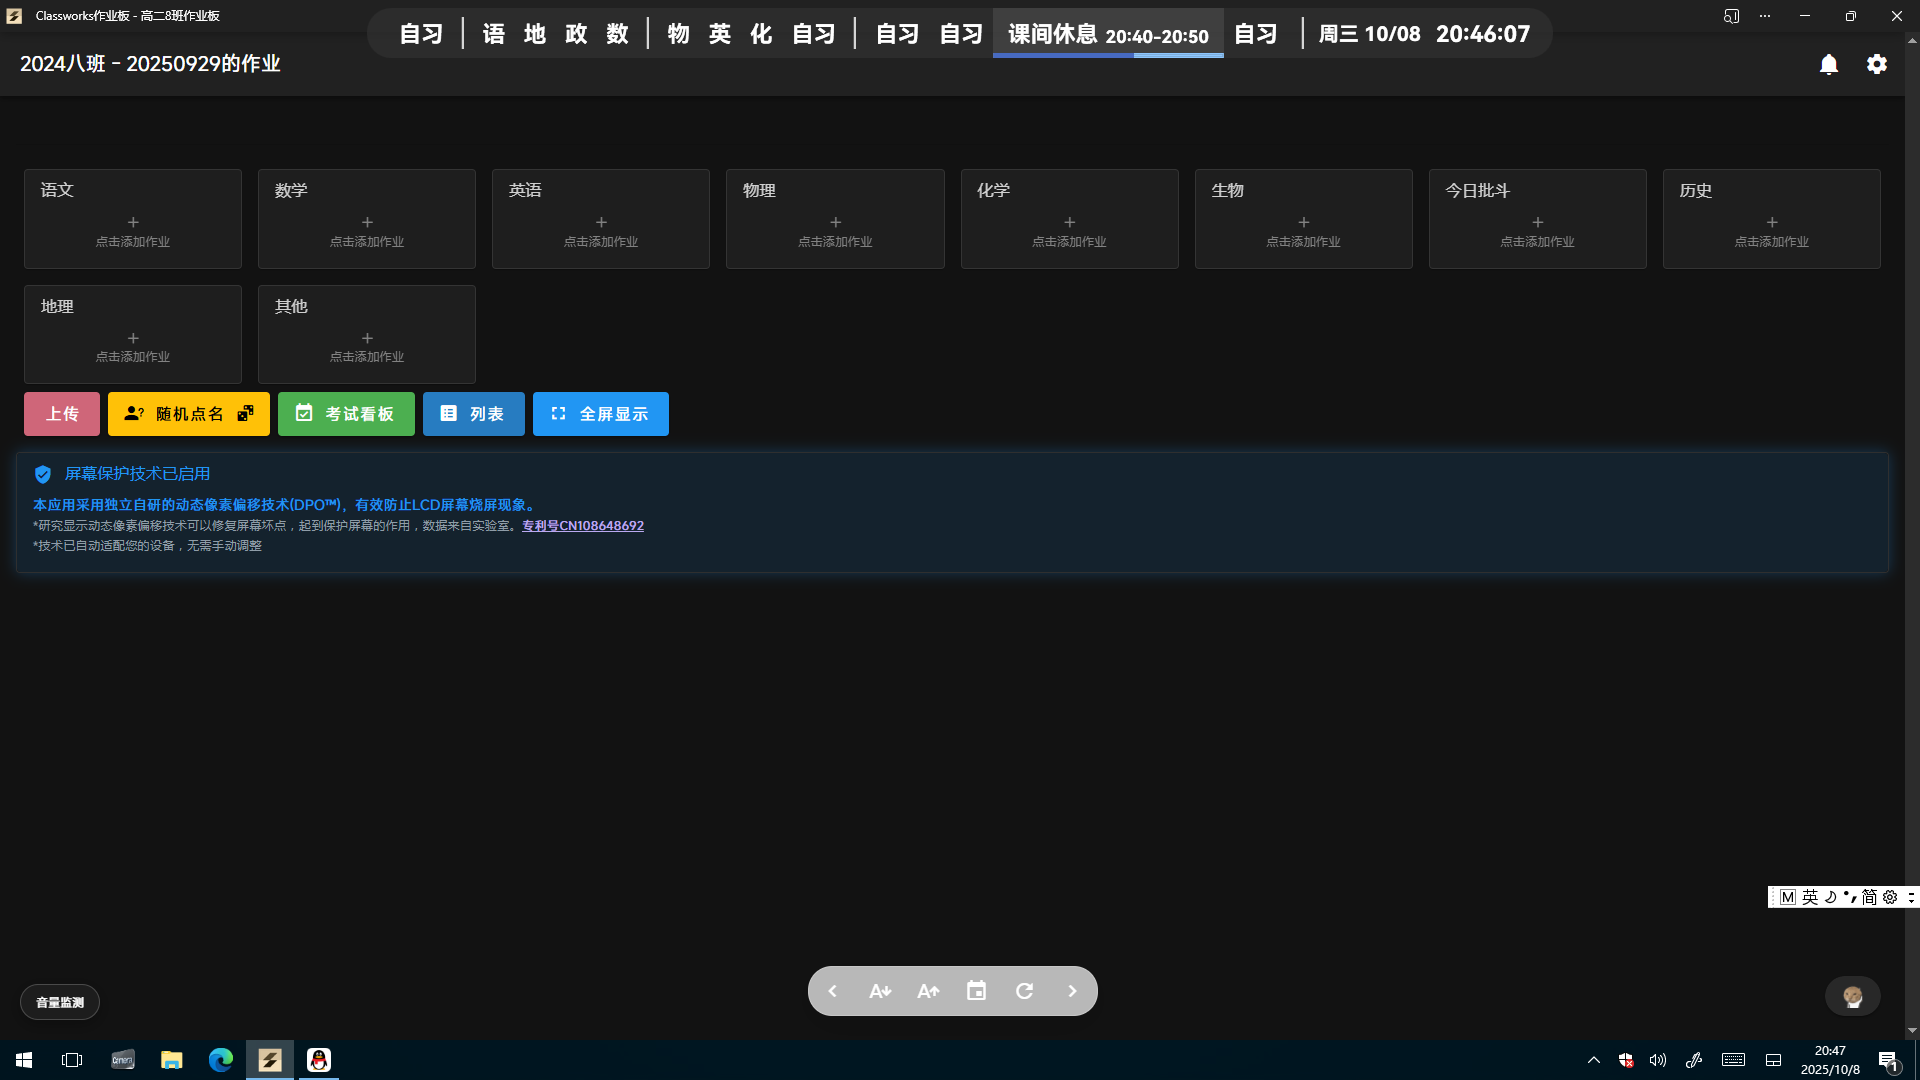 Classworks作业板 - 高二8班作业板
自习 | 语 地 政 数 | 物 英 化 自习 | 自习 自习 课间休息 20:40-20:50 自习 | 周三 10/08 20:46:07
2024八班 - 20250929的作业
语文
点击添加作业
数学
点击添加作业
英语
点击添加作业
物理
点击添加作业
化学
点击添加作业
生物
点击添加作业
今日批斗
点击添加作业
历史
点击添加作业
地理
点击添加作业
其他
点击添加作业
上传
随机点名
考试看板
列表
全屏显示
屏幕保护技术已启用
本应用采用独立自研的动态像素偏移技术(DPO™)，有效防止LCD屏幕烧屏现象。
*研究显示动态像素偏移技术可以修复屏幕坏点，起到保护屏幕的作用，数据来自实验室。专利号CN108648692
*技术已自动适配您的设备，无需手动调整
M 英 简
音量监测
A A
20:47
2025/10/8
1